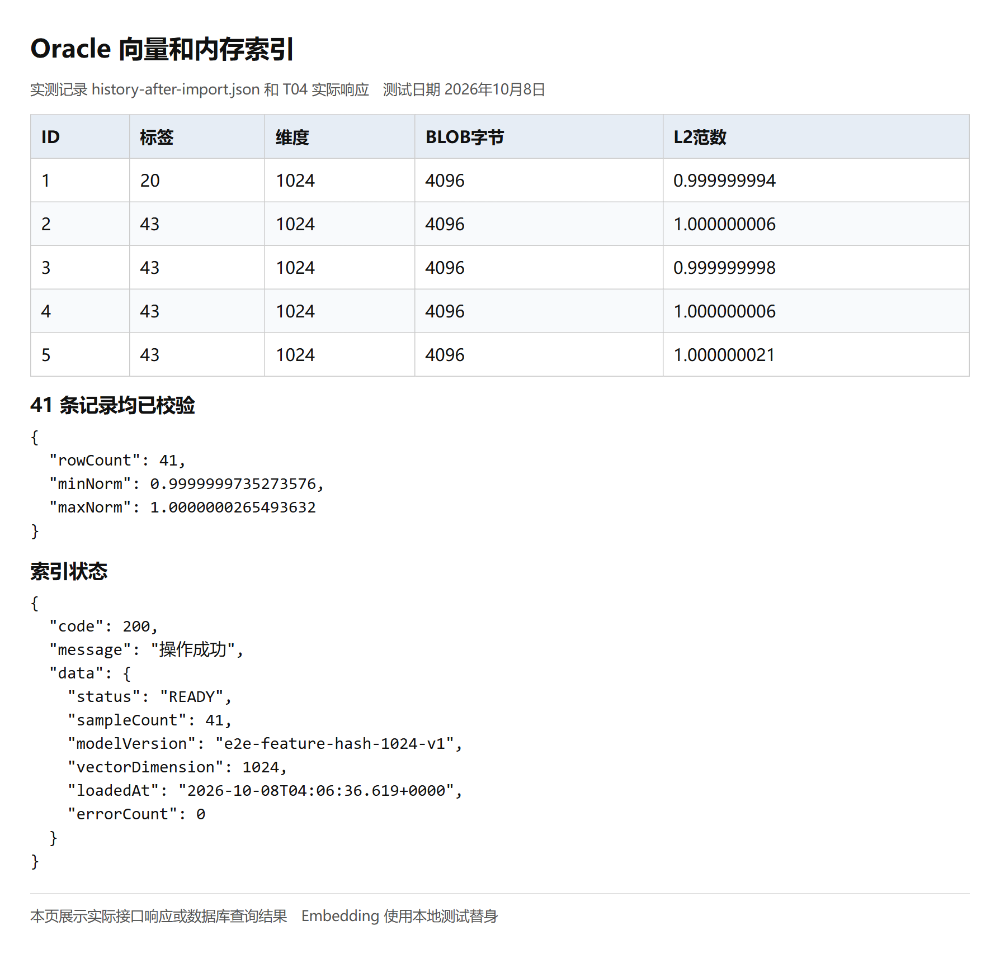 Oracle 向量和内存索引
实测记录 history-after-import.json 和 T04 实际响应 测试日期 2026年10月8日
ID 标签 维度 BLOB字节 L2范数
1 20 1024 4096 0.999999994
2 43 1024 4096 1.000000006
3 43 1024 4096 0.999999998
4 43 1024 4096 1.000000006
5 43 1024 4096 1.000000021
41 条记录均已校验
{
  "rowCount": 41,
  "minNorm": 0.9999999735273576,
  "maxNorm": 1.0000000265493632
}
索引状态
{
  "code": 200,
  "message": "操作成功",
  "data": {
    "status": "READY",
    "sampleCount": 41,
    "modelVersion": "e2e-feature-hash-1024-v1",
    "vectorDimension": 1024,
    "loadedAt": "2026-10-08T04:06:36.619+0000",
    "errorCount": 0
  }
}
本页展示实际接口响应或数据库查询结果 Embedding 使用本地测试替身